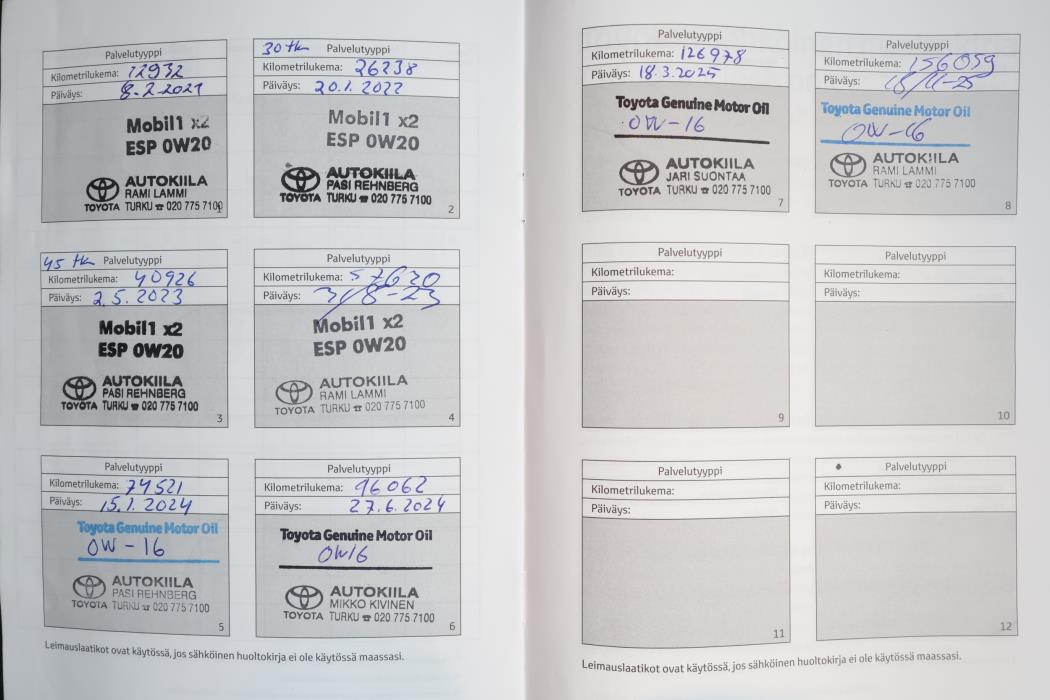 Palvelutyyppi
Kilometrilukema: 12932
Päiväys: 8.2.2021
Mobil1 x2
ESP 0W20
AUTOKIILA
RAMI LAMMI
TOYOTA TURKU ☎ 020 775 7100
1
30 tkm Palvelutyyppi
Kilometrilukema: 26238
Päiväys: 20.1.2022
Mobil1 x2
ESP 0W20
AUTOKIILA
PASI REHNBERG
TOYOTA TURKU ☎ 020 775 7100
2
45 tkm Palvelutyyppi
Kilometrilukema: 40926
Päiväys: 2.5.2023
Mobil1 x2
ESP 0W20
AUTOKIILA
PASI REHNBERG
TOYOTA TURKU ☎ 020 775 7100
3
Palvelutyyppi
Kilometrilukema: 57620
Päiväys: 31/8-23
Mobil1 x2
ESP 0W20
AUTOKIILA
RAMI LAMMI
TOYOTA TURKU ☎ 020 775 7100
4
Palvelutyyppi
Kilometrilukema: 74521
Päiväys: 15.1.2024
Toyota Genuine Motor Oil
0W-16
AUTOKIILA
PASI REHNBERG
TOYOTA TURKU ☎ 020 775 7100
5
Palvelutyyppi
Kilometrilukema: 96062
Päiväys: 27.6.2024
Toyota Genuine Motor Oil
0W16
AUTOKIILA
MIKKO KIVINEN
TOYOTA TURKU ☎ 020 775 7100
6
Leimauslaatikot ovat käytössä, jos sähköinen huoltokirja ei ole käytössä maassasi.
Palvelutyyppi
Kilometrilukema: 126978
Päiväys: 18.3.2025
Toyota Genuine Motor Oil
0W-16
AUTOKIILA
JARI SUONTAA
TOYOTA TURKU ☎ 020 775 7100
7
Palvelutyyppi
Kilometrilukema: 156059
Päiväys: 18/11-25
Toyota Genuine Motor Oil
0W-16
AUTOKIILA
RAMI LAMMI
TOYOTA TURKU ☎ 020 775 7100
8
Palvelutyyppi
Kilometrilukema:
Päiväys:
9
Palvelutyyppi
Kilometrilukema:
Päiväys:
10
Palvelutyyppi
Kilometrilukema:
Päiväys:
11
Palvelutyyppi
Kilometrilukema:
Päiväys:
12
Leimauslaatikot ovat käytössä, jos sähköinen huoltokirja ei ole käytössä maassasi.